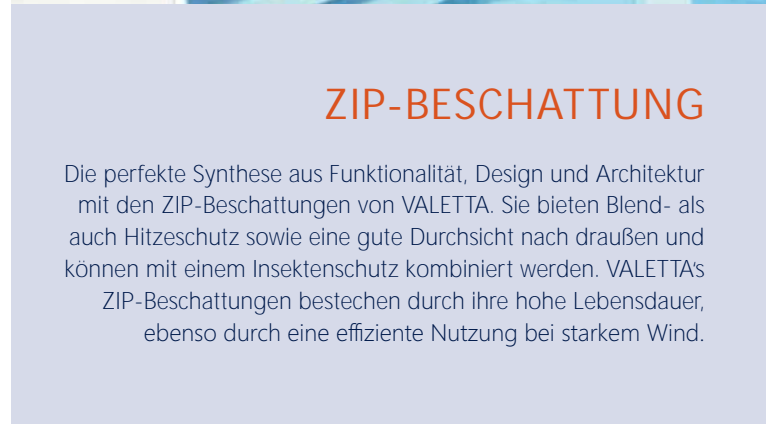 ZIP-BESCHATTUNG
Die perfekte Synthese aus Funktionalität, Design und Architektur
mit den ZIP-Beschattungen von VALETTA. Sie bieten Blend- als
auch Hitzeschutz sowie eine gute Durchsicht nach draußen und
können mit einem Insektenschutz kombiniert werden. VALETTA‘s
ZIP-Beschattungen bestechen durch ihre hohe Lebensdauer,
ebenso durch eine effiziente Nutzung bei starkem Wind.